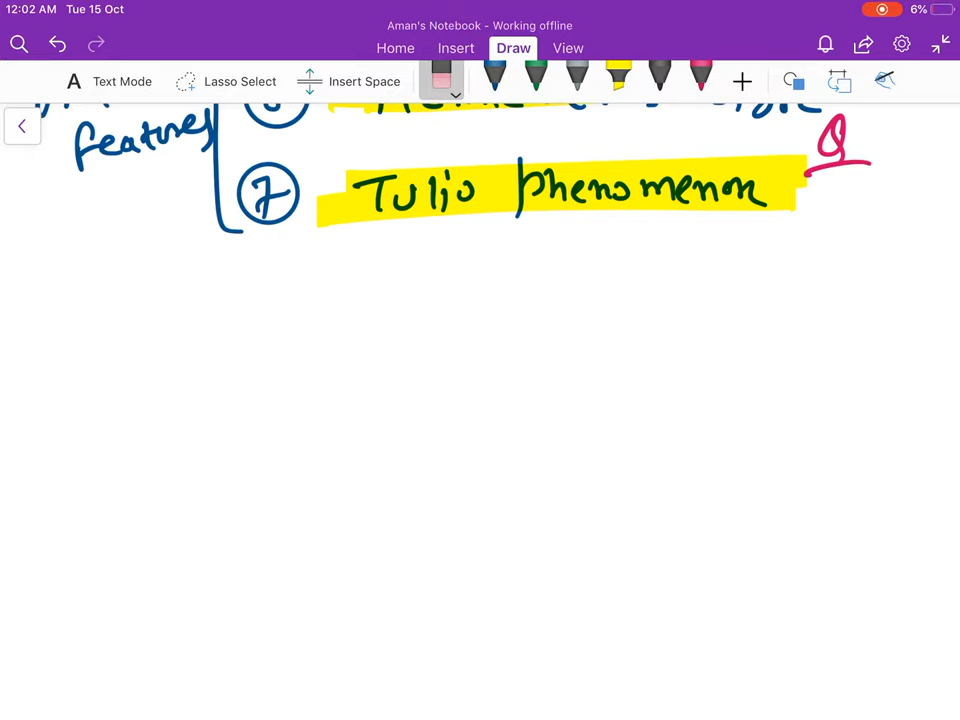 12:02 AM Tue 15 Oct 6%
Aman's Notebook - Working offline
Home Insert Draw View
A Text Mode Lasso Select Insert Space
features
7 Tulio phenomenon Q